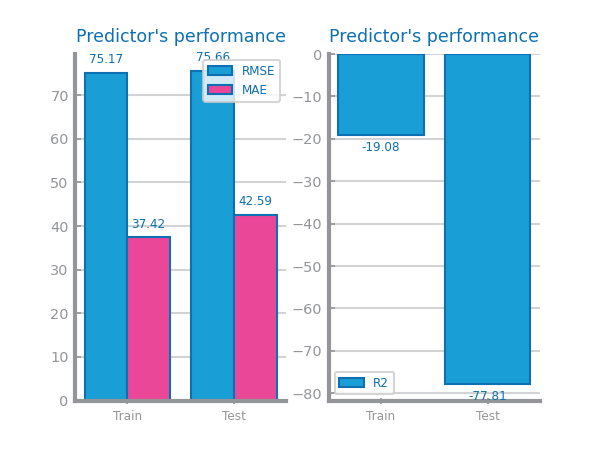 Predictor's performance
75.17
75.66
RMSE
MAE
37.42
42.59
70
60
50
40
30
20
10
0
Train
Test
Predictor's performance
0
−10
−20
−30
−40
−50
−60
−70
−80
-19.08
-77.81
R2
Train
Test